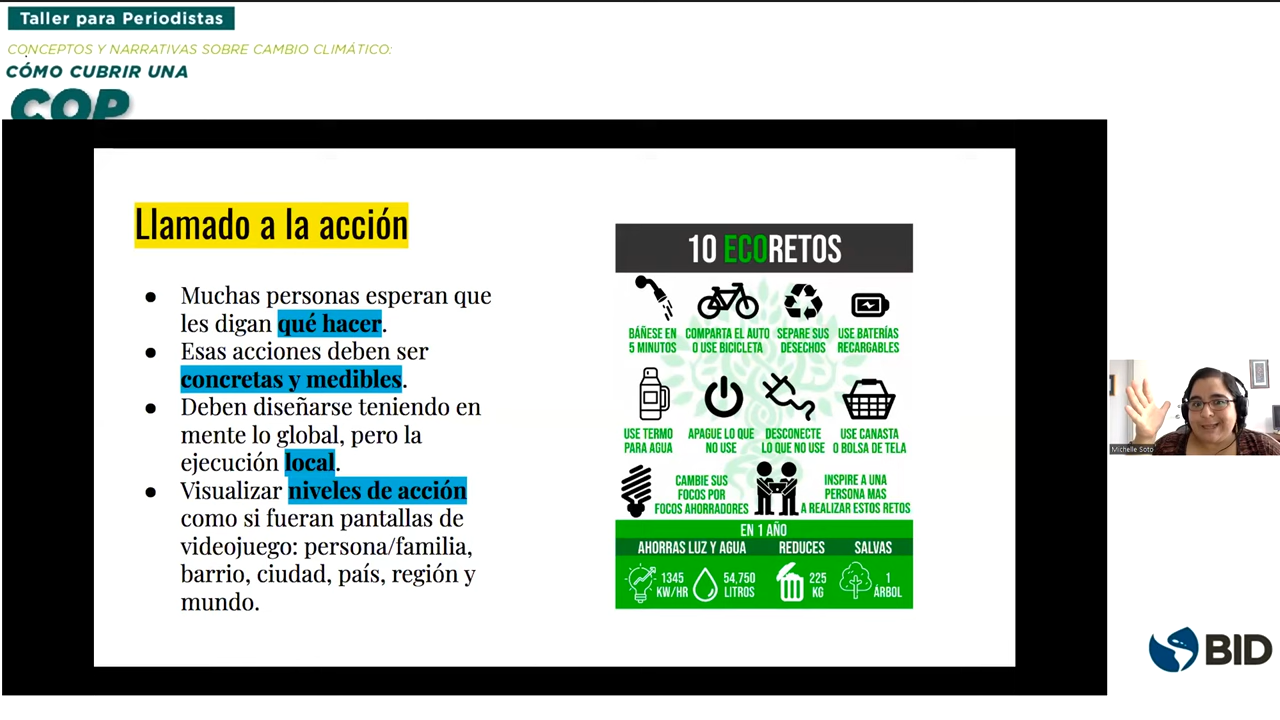 Taller para Periodistas
CONCEPTOS Y NARRATIVAS SOBRE CAMBIO CLIMÁTICO:
CÓMO CUBRIR UNA
COP
Llamado a la acción
● Muchas personas esperan que
les digan qué hacer.
● Esas acciones deben ser
concretas y medibles.
● Deben diseñarse teniendo en
mente lo global, pero la
ejecución local.
● Visualizar niveles de acción
como si fueran pantallas de
videojuego: persona/familia,
barrio, ciudad, país, región y
mundo.
10 ECORETOS
BÁÑESE EN
5 MINUTOS
COMPARTA EL AUTO
O USE BICICLETA
SEPARE SUS
DESECHOS
USE BATERÍAS
RECARGABLES
USE TERMO
PARA AGUA
APAGUE LO QUE
NO USE
DESCONECTE
LO QUE NO USE
USE CANASTA
O BOLSA DE TELA
CAMBIE SUS
FOCOS POR
FOCOS AHORRADORES
INSPIRE A UNA
PERSONA MAS
A REALIZAR ESTOS RETOS
EN 1 AÑO
AHORRAS LUZ Y AGUA
REDUCES
SALVAS
1345
KW/HR
54,750
LITROS
225
KG
1
ÁRBOL
Michelle Soto
BID